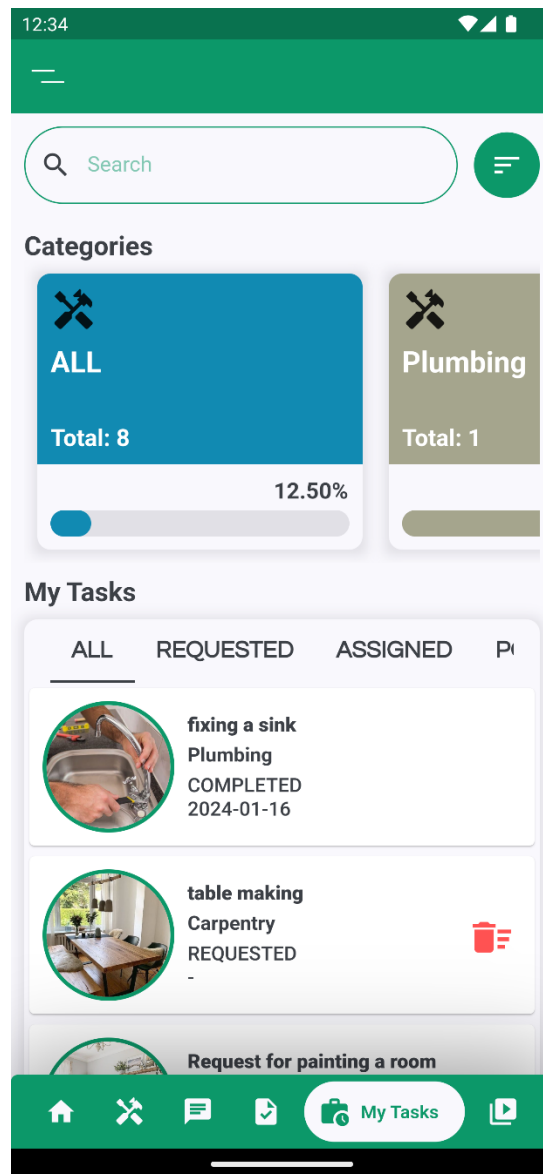 12:34
Search
Categories
ALL
Total: 8
12.50%
Plumbing
Total: 1
My Tasks
ALL REQUESTED ASSIGNED
fixing a sink
Plumbing
COMPLETED
2024-01-16
table making
Carpentry
REQUESTED
-
Request for painting a room
My Tasks